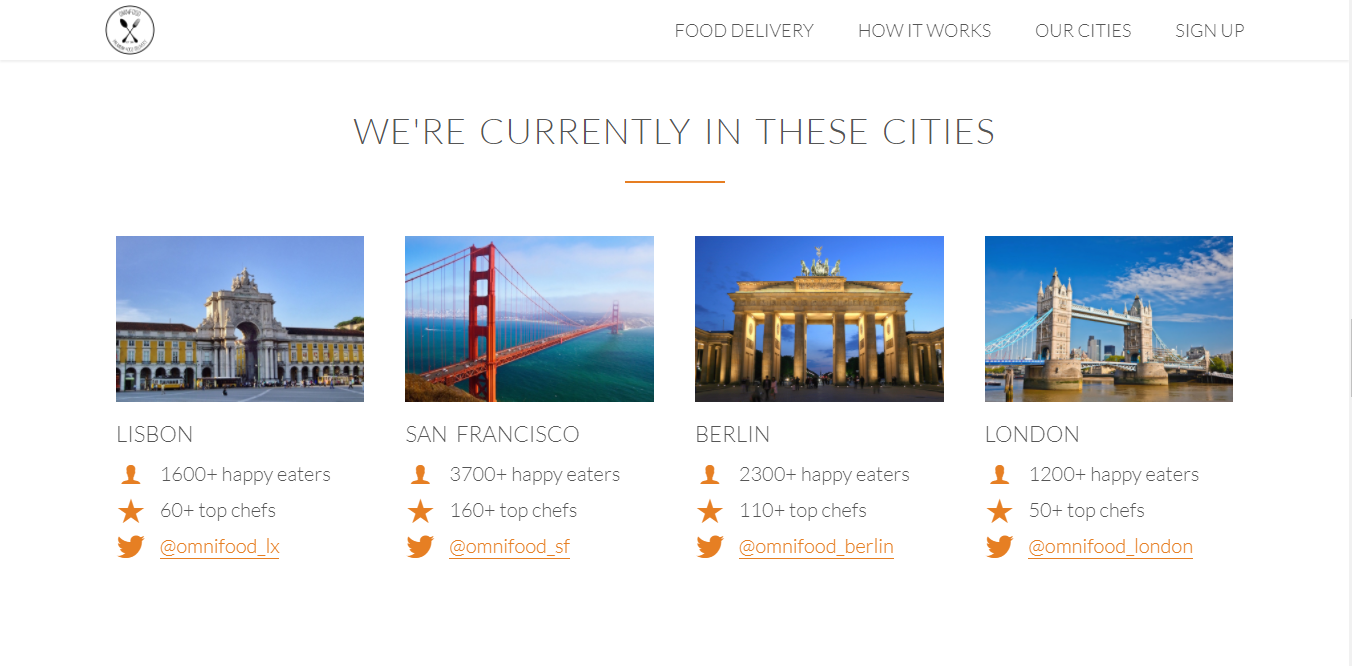 OMNIFOOD
FOOD DELIVERY
HOW IT WORKS
OUR CITIES
SIGN UP
WE'RE CURRENTLY IN THESE CITIES
LISBON
1600+ happy eaters
60+ top chefs
@omnifood_lx
SAN FRANCISCO
3700+ happy eaters
160+ top chefs
@omnifood_sf
BERLIN
2300+ happy eaters
110+ top chefs
@omnifood_berlin
LONDON
1200+ happy eaters
50+ top chefs
@omnifood_london